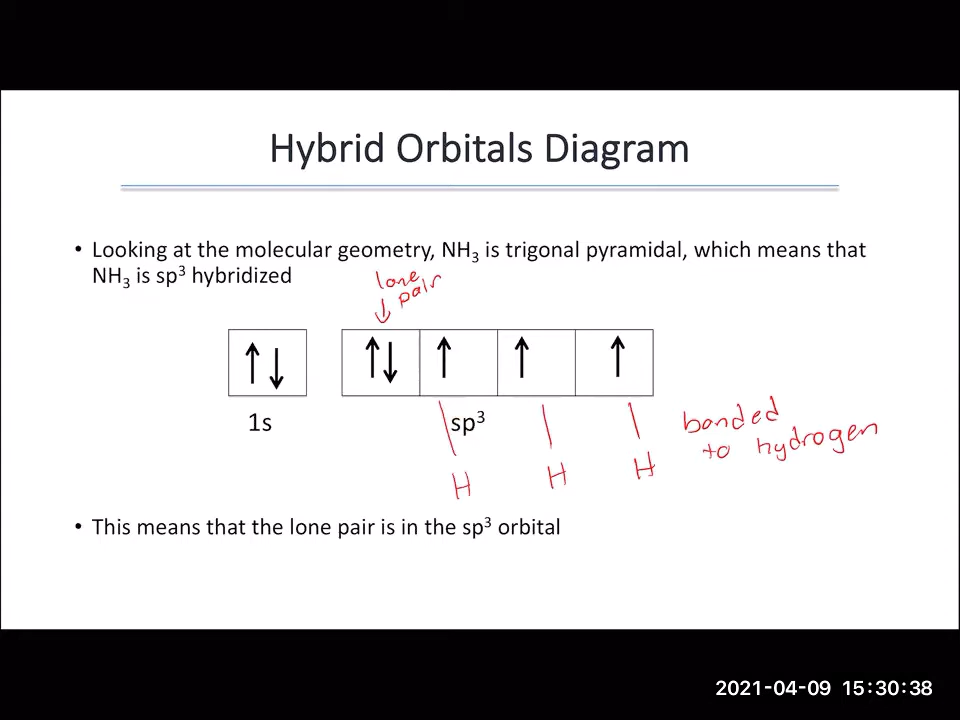 Hybrid Orbitals Diagram
• Looking at the molecular geometry, NH₃ is trigonal pyramidal, which means that
NH₃ is sp³ hybridized
lone
pair
1s
sp³
bonded
to hydrogen
H H H
• This means that the lone pair is in the sp³ orbital
2021-04-09 15:30:38